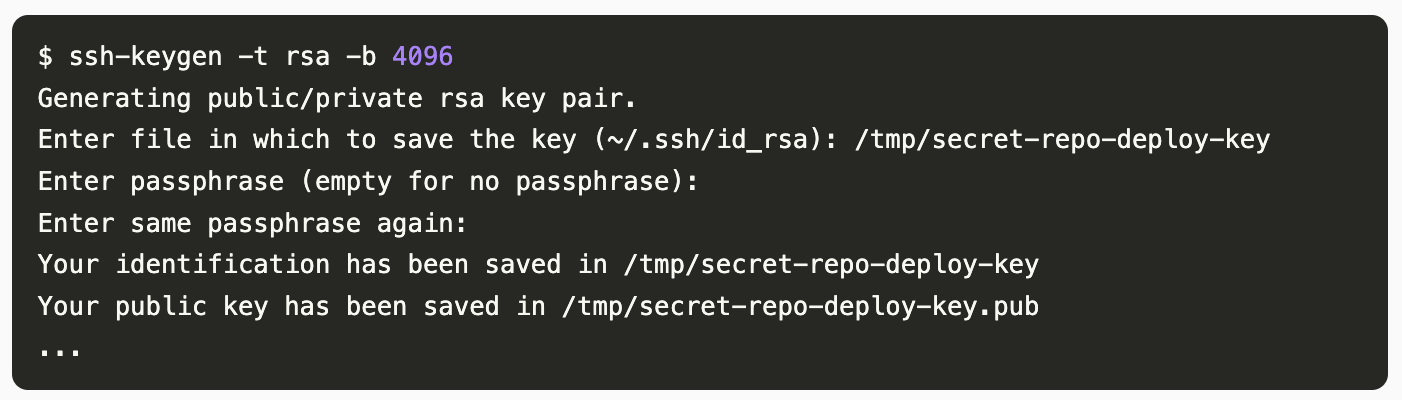 $ ssh-keygen -t rsa -b 4096
Generating public/private rsa key pair.
Enter file in which to save the key (~/.ssh/id_rsa): /tmp/secret-repo-deploy-key
Enter passphrase (empty for no passphrase):
Enter same passphrase again:
Your identification has been saved in /tmp/secret-repo-deploy-key
Your public key has been saved in /tmp/secret-repo-deploy-key.pub
...